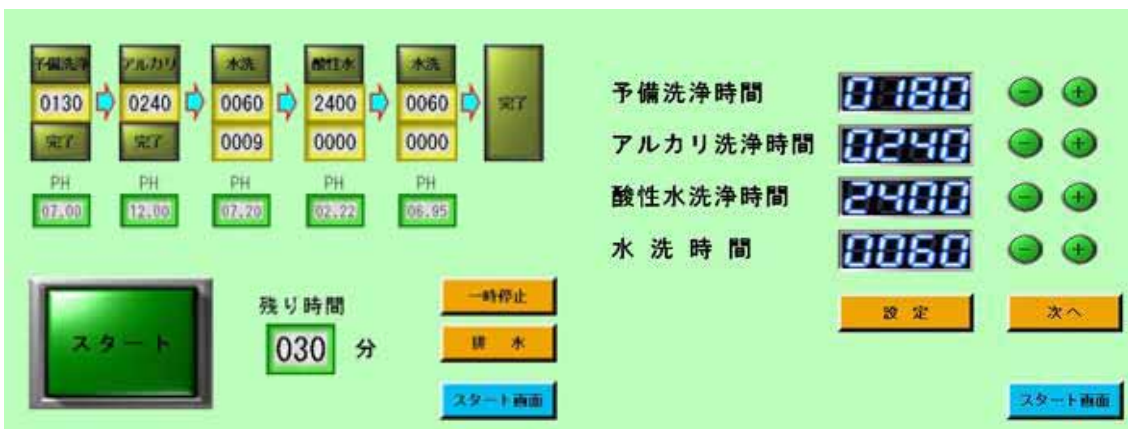 予備洗浄 アルカリ 水洗 酸性水 水洗 完了
0130 0240 0060 2400 0060
完了 完了 0009 0000 0000
PH PH PH PH PH
07.00 12.00 07.20 02.22 06.95
スタート
残り時間
030 分
一時停止
排 水
スタート画面
予備洗浄時間 0180 - +
アルカリ洗浄時間 0240 - +
酸性水洗浄時間 2400 - +
水 洗 時 間 0060 - +
設 定 次へ
スタート画面